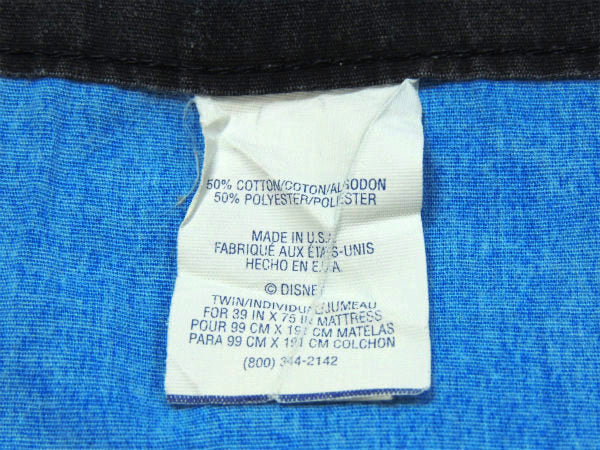 50% COTTON/COTON/ALGODON
50% POLYESTER/POLIESTER
MADE IN U.S.A.
FABRIQUÉ AUX ÉTATS-UNIS
HECHO EN E.U.A.
© DISNEY
TWIN/INDIVIDUEL/JUMEAU
FOR 39 IN X 75 IN MATTRESS
POUR 99 CM X 191 CM MATELAS
PARA 99 CM X 191 CM COLCHON
(800) 344-2142